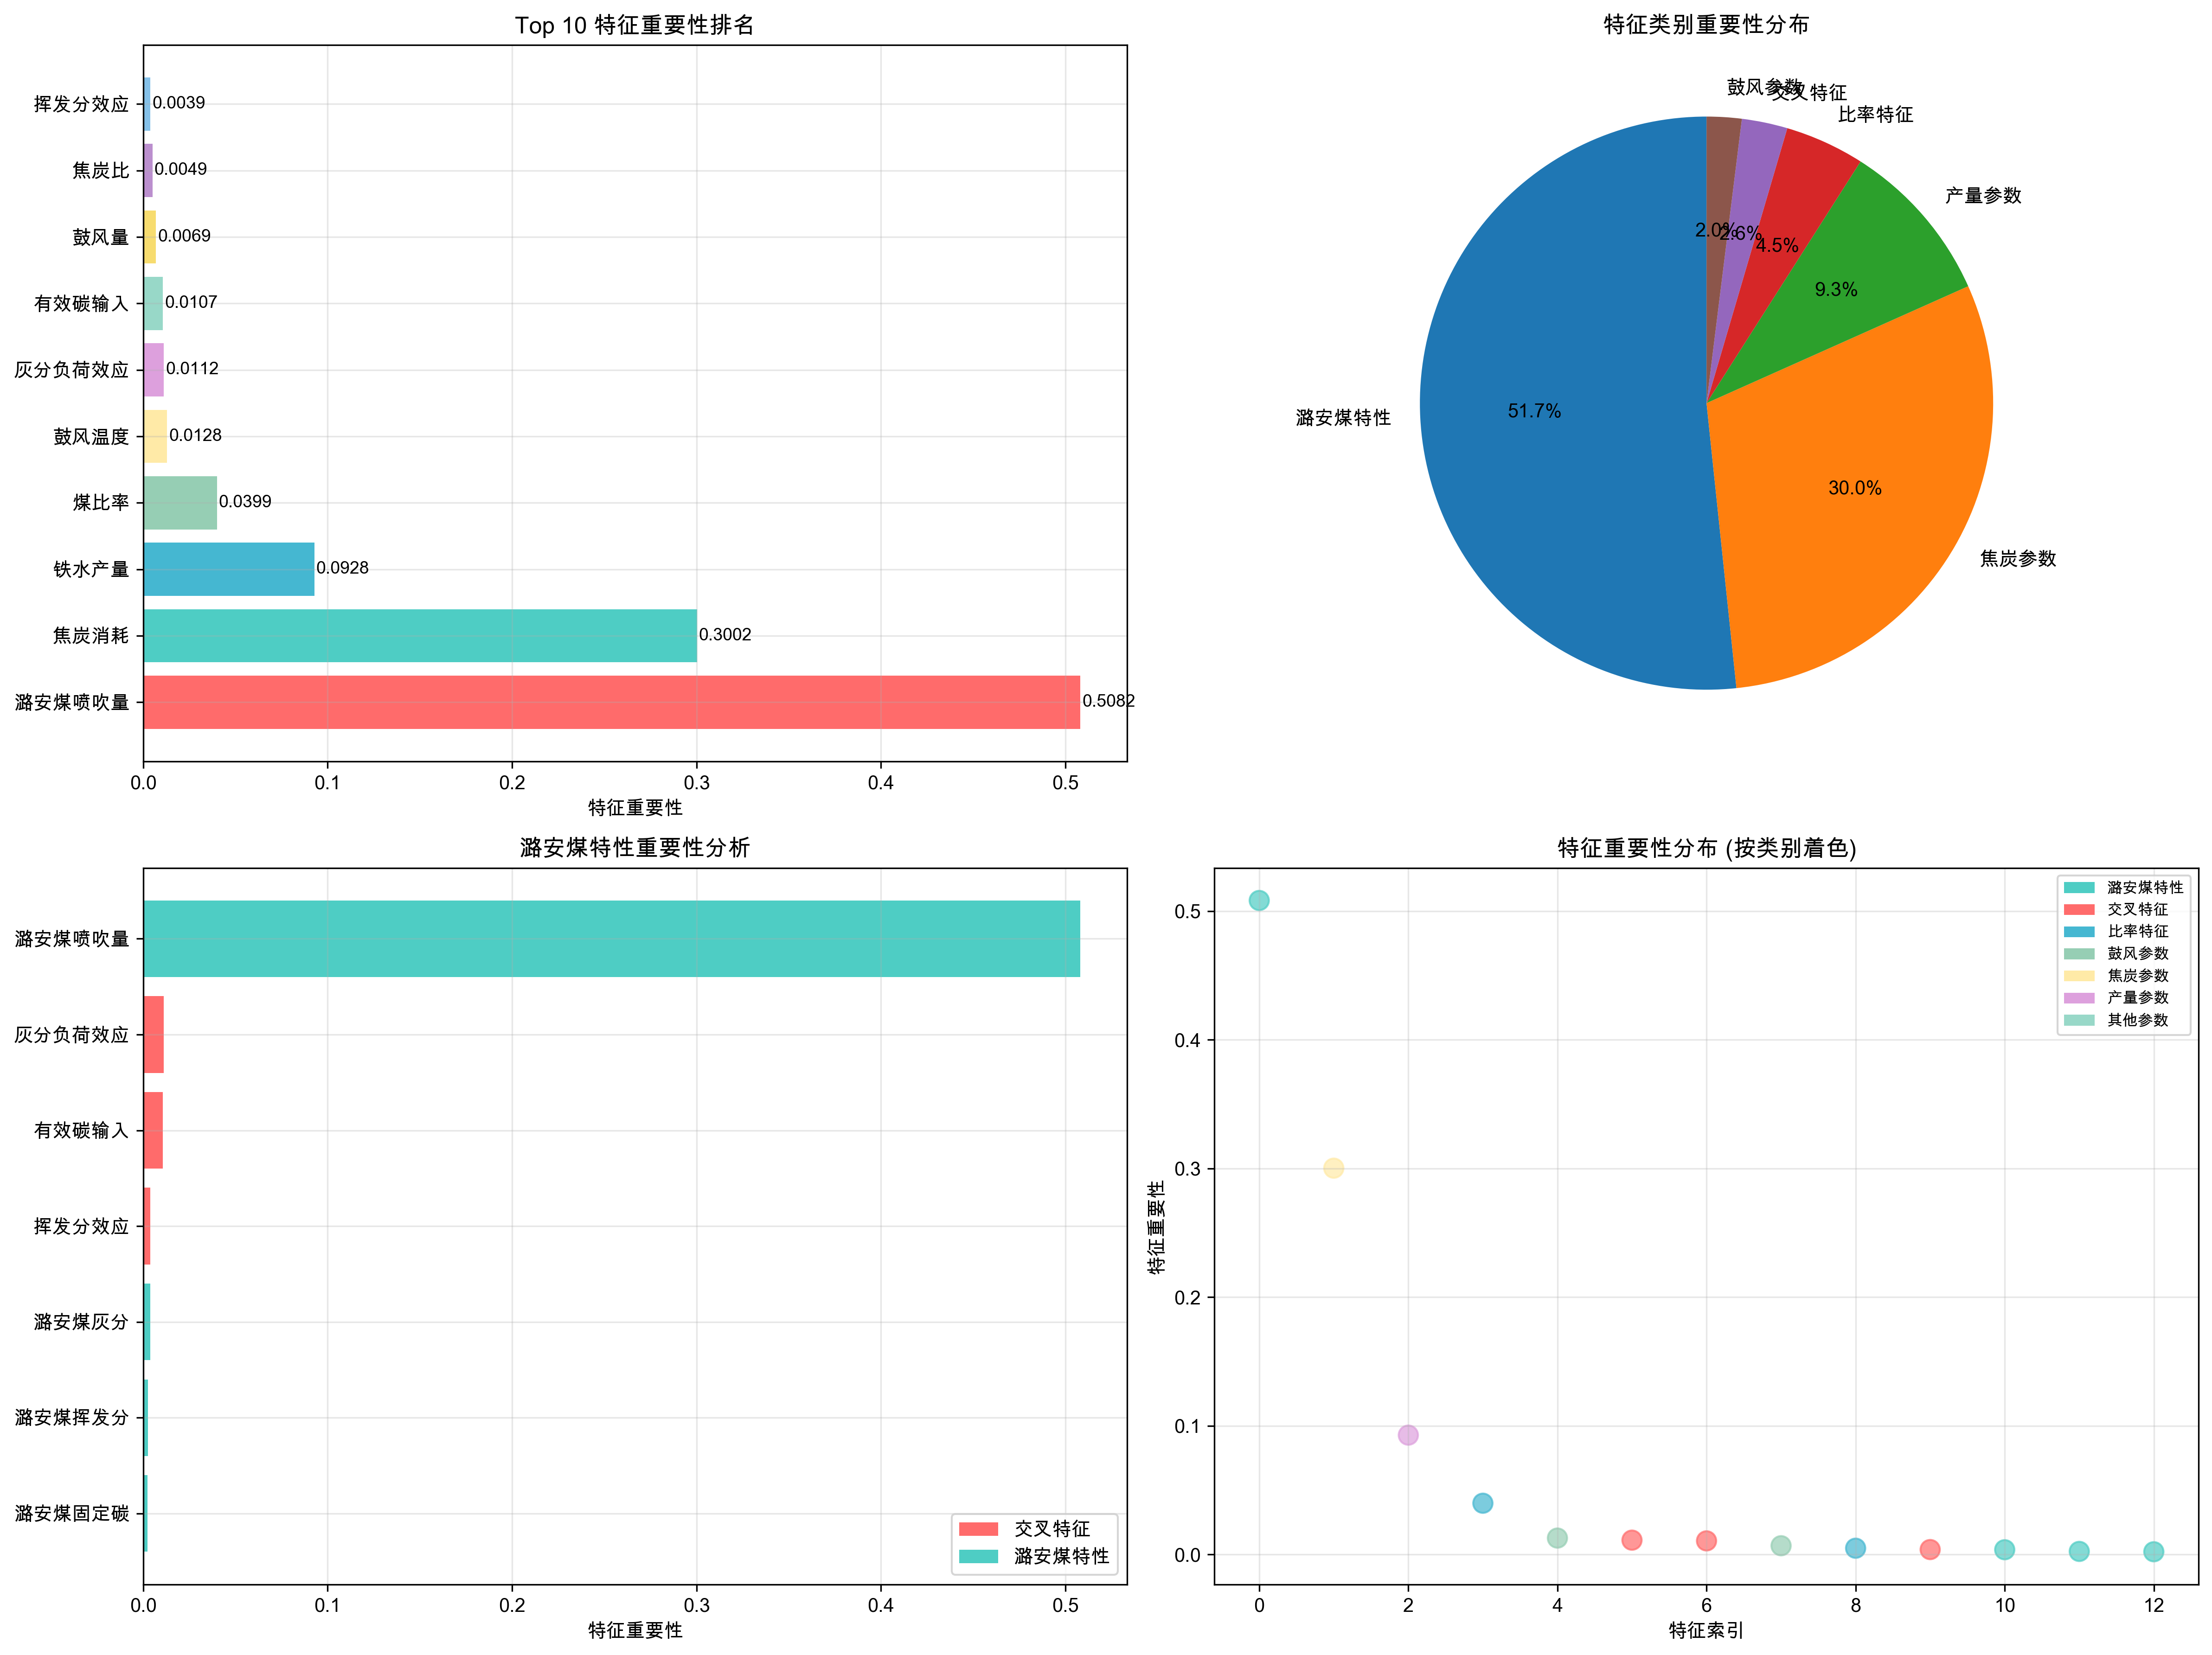 Top 10 特征重要性排名
挥发分效应
0.0039
焦炭比
0.0049
鼓风量
0.0069
有效碳输入
0.0107
灰分负荷效应
0.0112
鼓风温度
0.0128
煤比率
0.0399
铁水产量
0.0928
焦炭消耗
0.3002
潞安煤喷吹量
0.5082
0.0 0.1 0.2 0.3 0.4 0.5
特征重要性
特征类别重要性分布
鼓风参数
交叉特征
比率特征
产量参数
焦炭参数
潞安煤特性
2.0%
2.6%
4.5%
9.3%
51.7%
30.0%
潞安煤特性重要性分析
潞安煤喷吹量
灰分负荷效应
有效碳输入
挥发分效应
潞安煤灰分
潞安煤挥发分
潞安煤固定碳
交叉特征
潞安煤特性
0.0 0.1 0.2 0.3 0.4 0.5
特征重要性
特征重要性分布 (按类别着色)
潞安煤特性
交叉特征
比率特征
鼓风参数
焦炭参数
产量参数
其他参数
0.5
0.4
0.3
0.2
0.1
0.0
特征重要性
0 2 4 6 8 10 12
特征索引